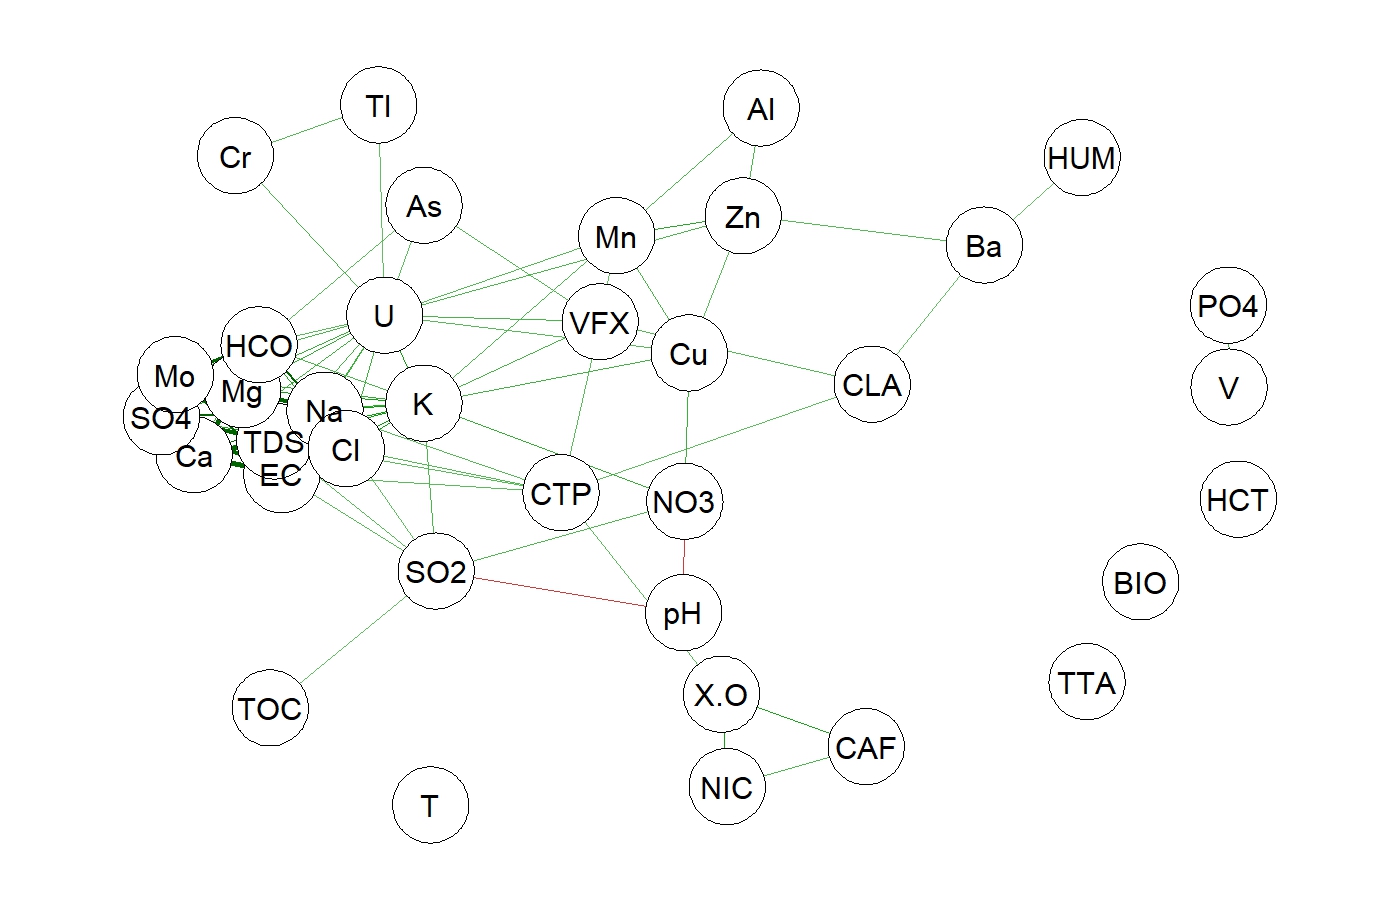 Tl
Al
Cr
HUM
As
Zn
Mn
Ba
PO4
U
VFX
HCO
Cu
Mo
CLA
V
Mg
K
Na
SO4
TDS
Cl
Ca
EC
CTP
NO3
HCT
SO2
BIO
pH
TTA
X.O
TOC
CAF
NIC
T